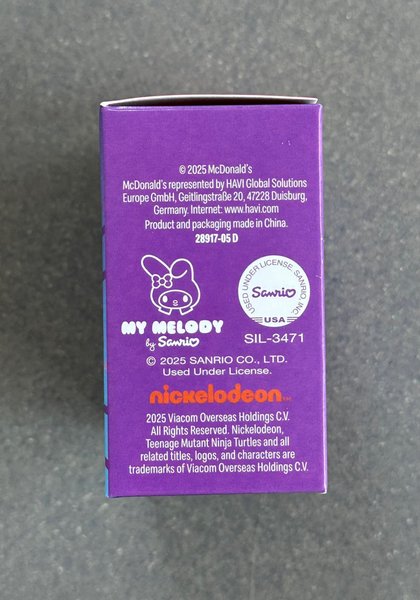 © 2025 McDonald's
McDonald's represented by HAVI Global Solutions
Europe GmbH, Geitlingstraße 20, 47228 Duisburg,
Germany. Internet: www.havi.com
Product and packaging made in China.
28917-05 D
MY MELODY
by Sanrio
USED UNDER LICENSE. SANRIO, INC.
Sanrio
USA
SIL-3471
© 2025 SANRIO CO., LTD.
Used Under License.
nickelodeon™
2025 Viacom Overseas Holdings C.V.
All Rights Reserved. Nickelodeon,
Teenage Mutant Ninja Turtles and all
related titles, logos, and characters are
trademarks of Viacom Overseas Holdings C.V.